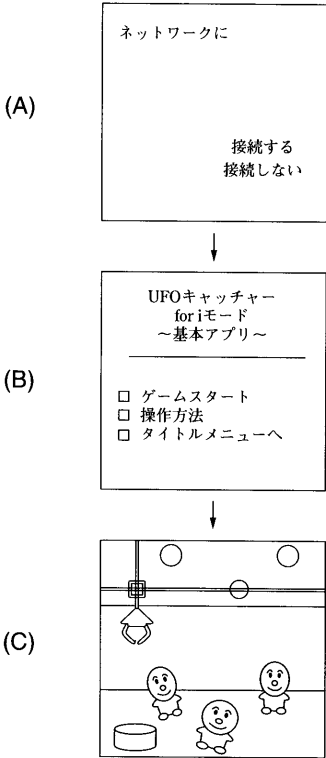 (A)
ネットワークに
接続する
接続しない
(B)
UFOキャッチャー
for iモード
～基本アプリ～
□ ゲームスタート
□ 操作方法
□ タイトルメニューへ
(C)